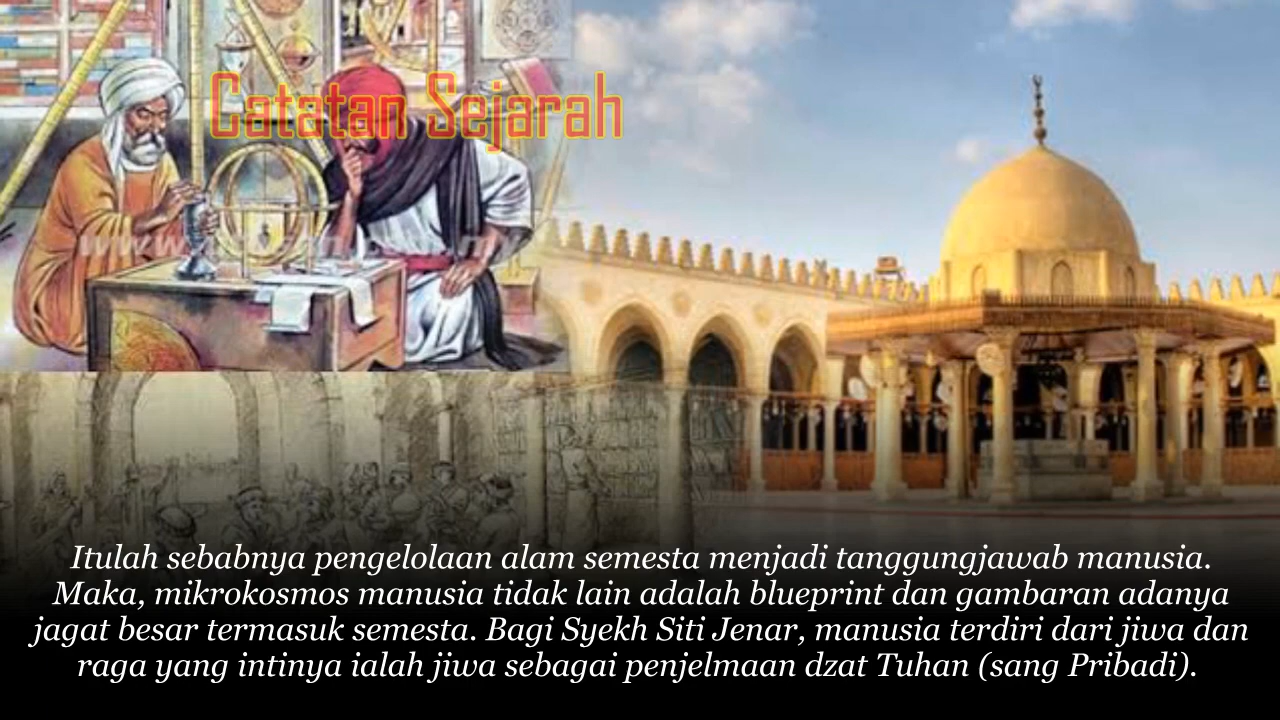 Catatan Sejarah
Itulah sebabnya pengelolaan alam semesta menjadi tanggungjawab manusia.
Maka, mikrokosmos manusia tidak lain adalah blueprint dan gambaran adanya
jagat besar termasuk semesta. Bagi Syekh Siti Jenar, manusia terdiri dari jiwa dan
raga yang intinya ialah jiwa sebagai penjelmaan dzat Tuhan (sang Pribadi).